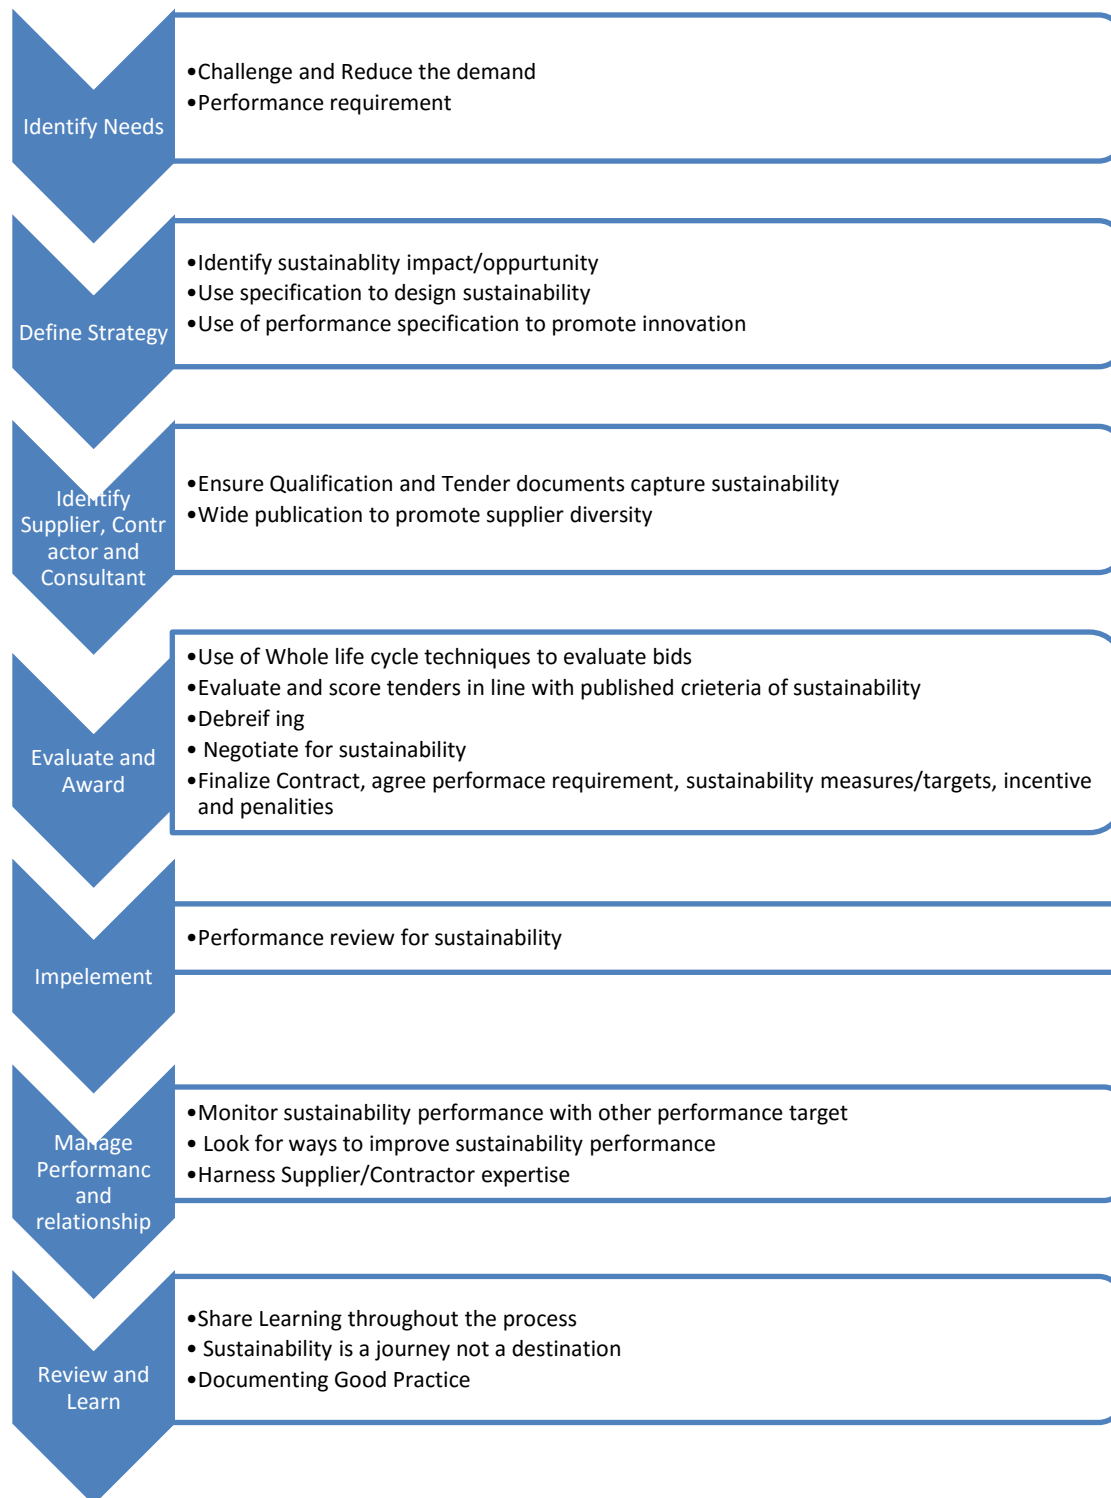 Identify Needs
•Challenge and Reduce the demand
•Performance requirement
Define Strategy
•Identify sustainablity impact/oppurtunity
•Use specification to design sustainability
•Use of performance specification to promote innovation
Identify
Supplier, Contr
actor and
Consultant
•Ensure Qualification and Tender documents capture sustainability
•Wide publication to promote supplier diversity
Evaluate and
Award
•Use of Whole life cycle techniques to evaluate bids
•Evaluate and score tenders in line with published crieteria of sustainability
•Debreif ing
• Negotiate for sustainability
•Finalize Contract, agree performace requirement, sustainability measures/targets, incentive
and penalities
Impelement
•Performance review for sustainability
Manage
Performanc
and
relationship
•Monitor sustainability performance with other performance target
• Look for ways to improve sustainability performance
•Harness Supplier/Contractor expertise
Review and
Learn
•Share Learning throughout the process
• Sustainability is a journey not a destination
•Documenting Good Practice